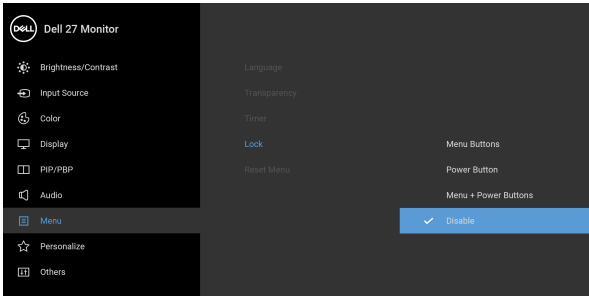 DELL Dell 27 Monitor
Brightness/Contrast
Input Source
Color
Display
PIP/PBP
Audio
Menu
Personalize
Others
Language
Transparency
Timer
Lock
Reset Menu
Menu Buttons
Power Button
Menu + Power Buttons
Disable